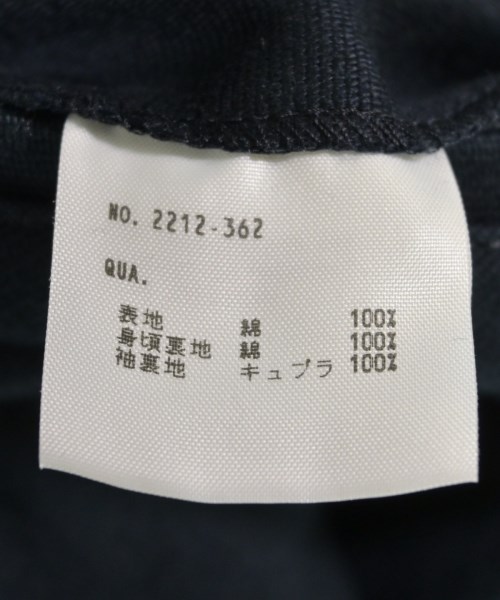 NO. 2212-362
QUA.
表地 綿 100%
身頃裏地 綿 100%
袖裏地 キュプラ 100%